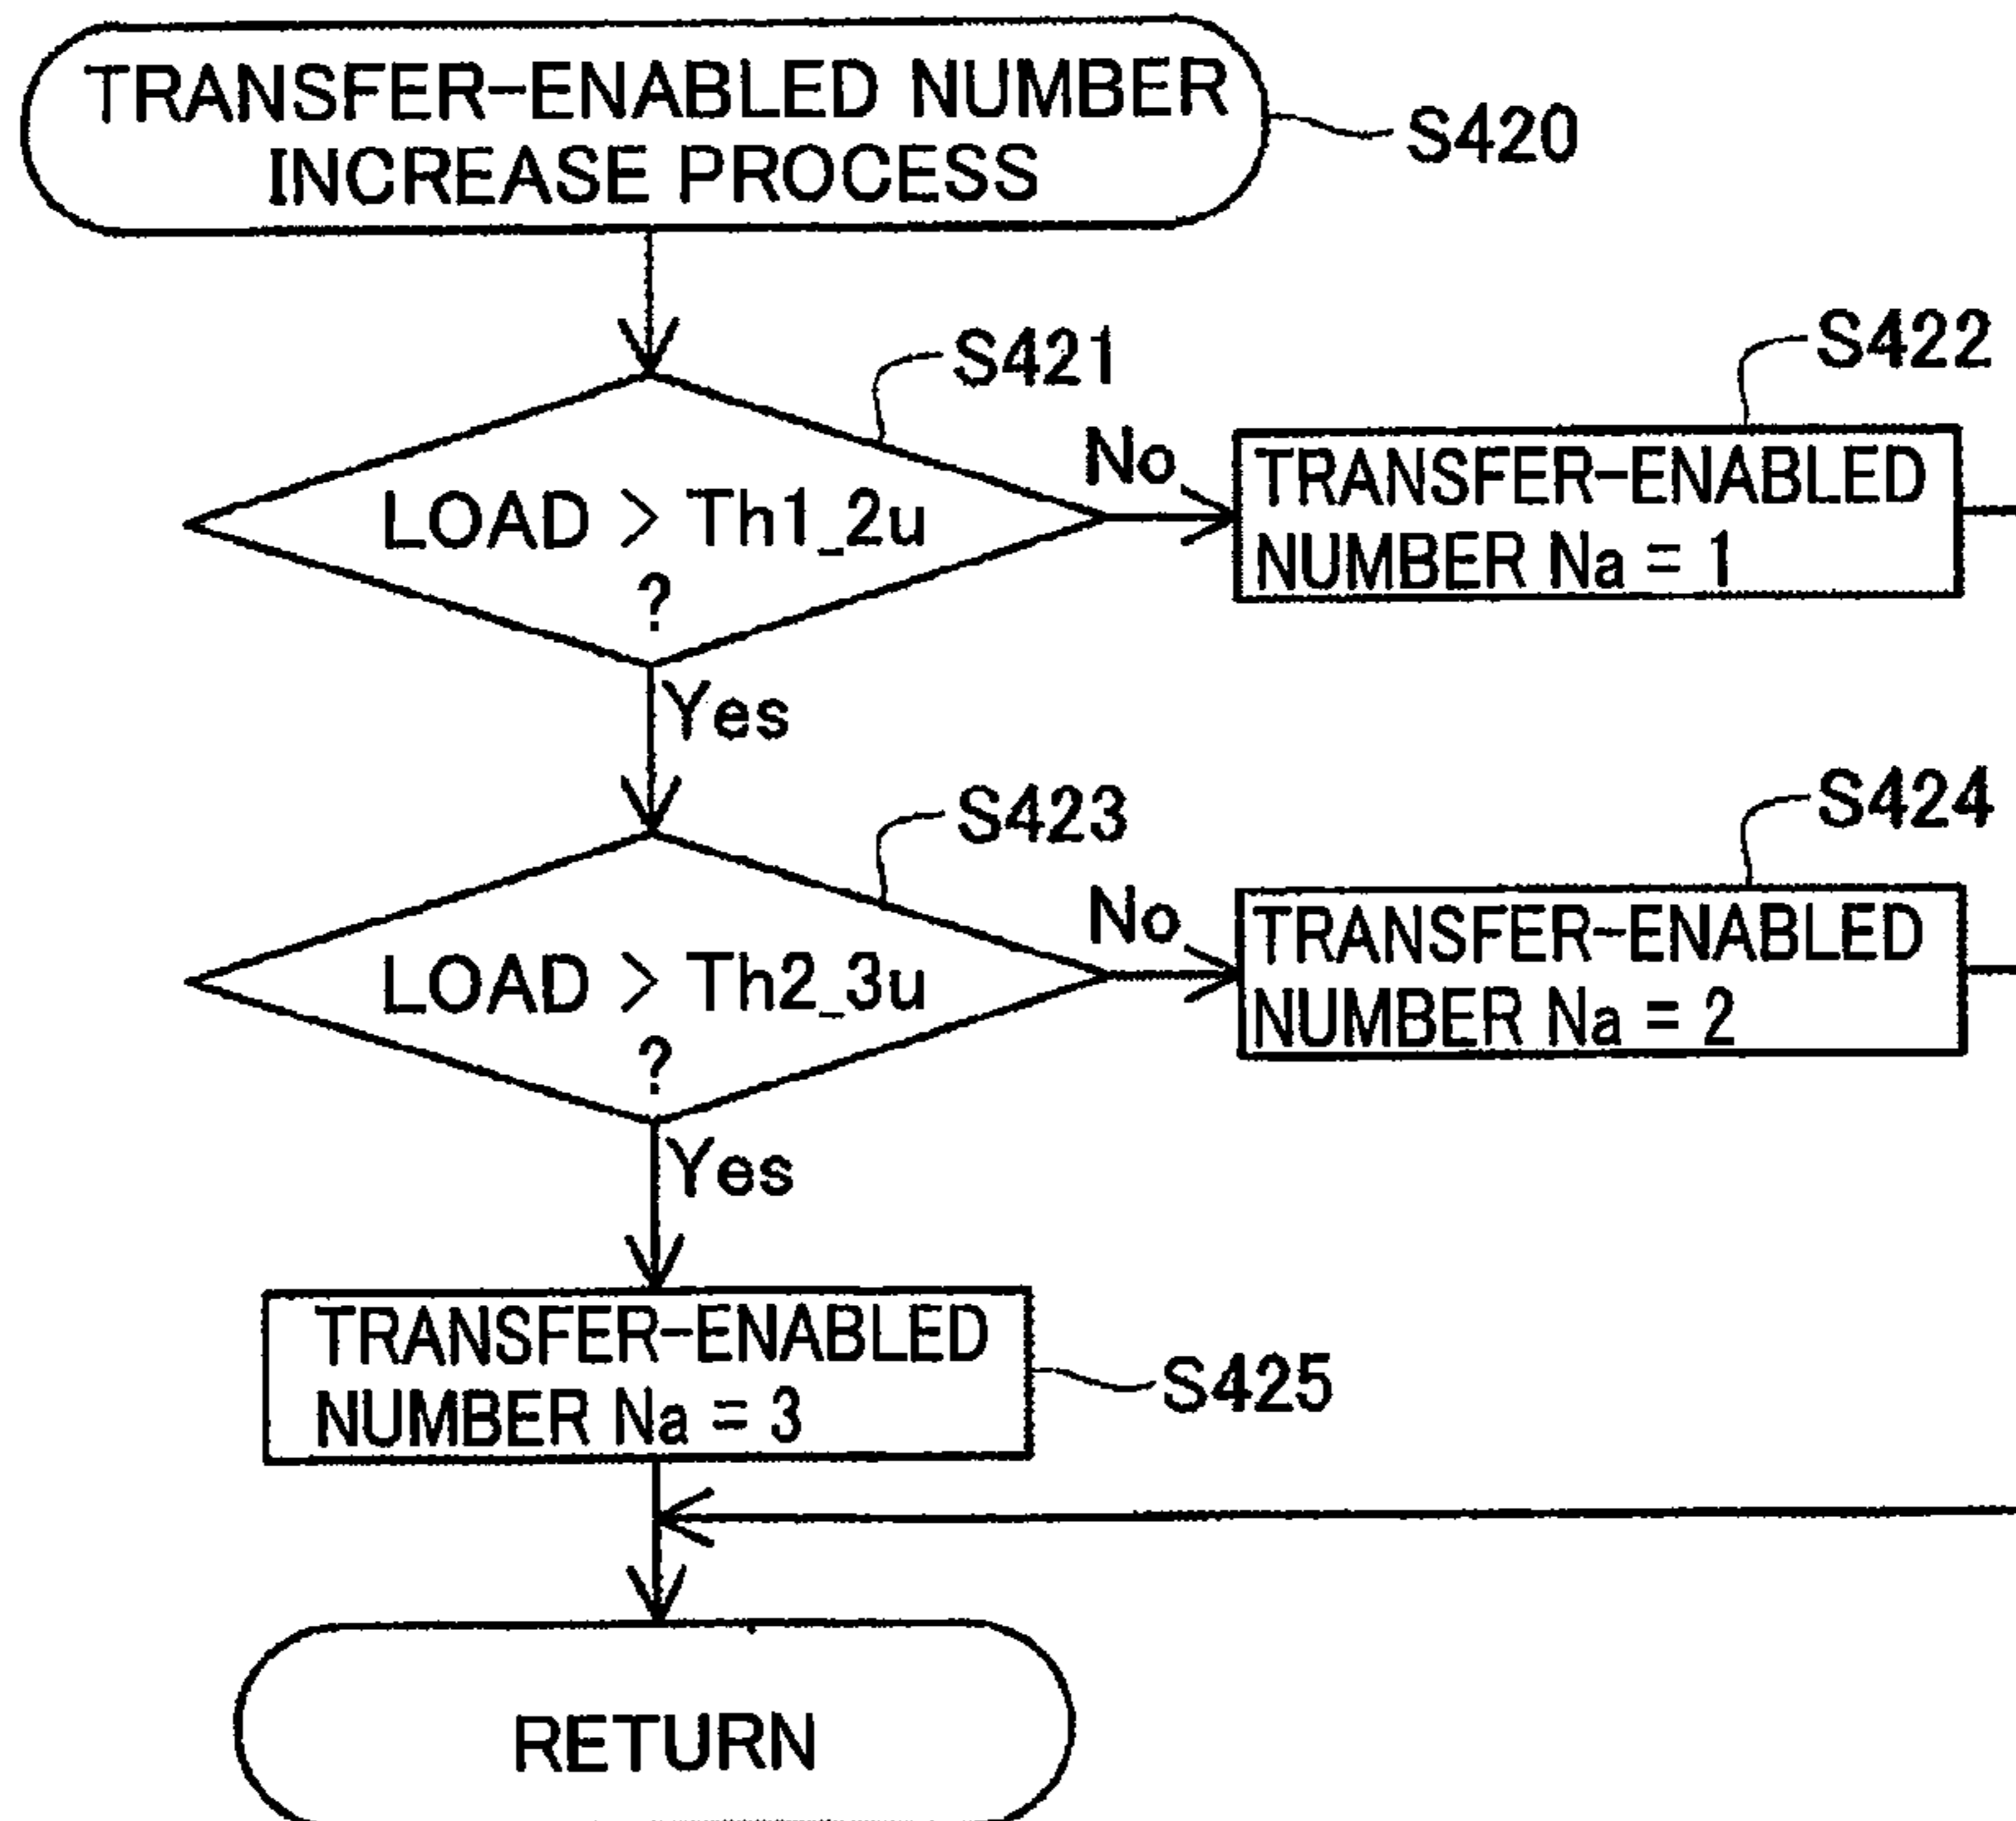 TRANSFER-ENABLED NUMBER
INCREASE PROCESS
S420
S421
LOAD > Th1_2u
?
No
S422
TRANSFER-ENABLED
NUMBER Na = 1
Yes
S423
LOAD > Th2_3u
?
No
S424
TRANSFER-ENABLED
NUMBER Na = 2
Yes
TRANSFER-ENABLED
NUMBER Na = 3
S425
RETURN